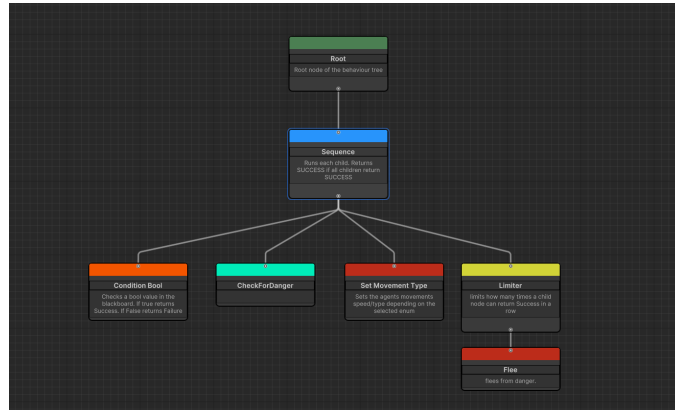 Root
Root node of the behaviour tree
Sequence
Runs each child. Returns
SUCCESS if all children return
SUCCESS
Condition Bool
Checks a bool value in the
blackboard. If true returns
Success. If False returns Failure
CheckForDanger
Set Movement Type
Sets the agents movements
speed/type depending on the
selected enum
Limiter
limits how many times a child
node can return Success in a
row
Flee
flees from danger.